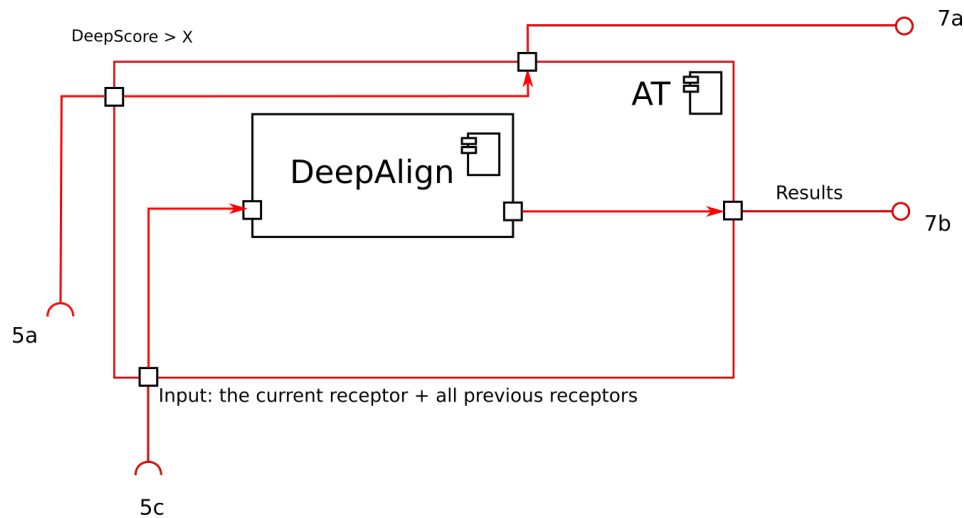 7a
DeepScore > X
AT
DeepAlign
Results
7b
5a
Input: the current receptor + all previous receptors
5c